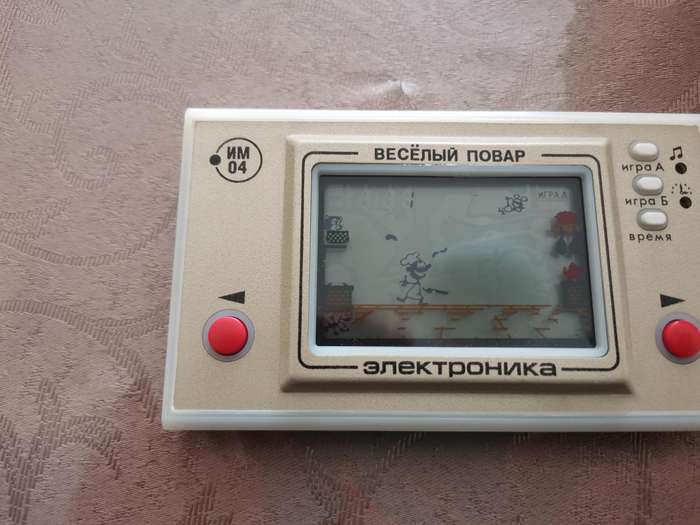 ИМ
04
ВЕСЁЛЫЙ ПОВАР
игра А
игра Б
время
ИГРА А
электроника